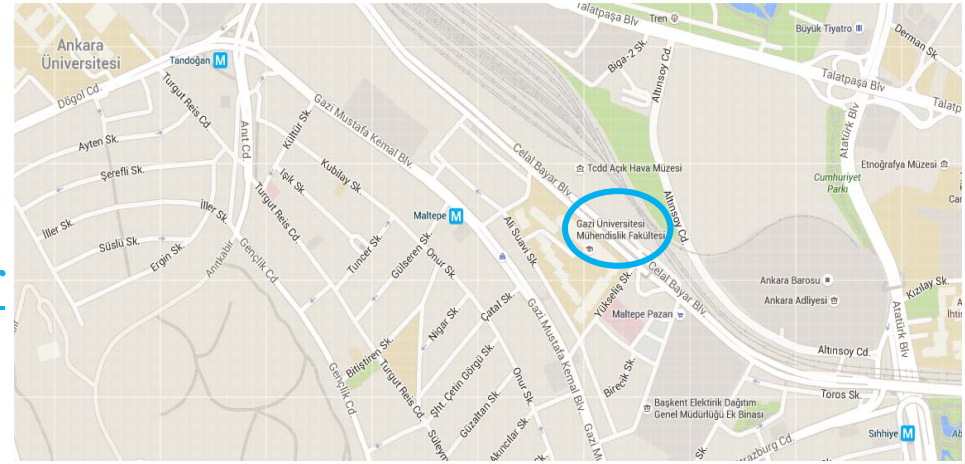 Talatpaşa Blv
Tren
Büyük Tiyatro
Derman Sk.
Ankara
Üniversitesi
Tandoğan M
Biga-2 Sk.
Altınsoy Cd.
Talatpaşa Blv
Dögol Cd.
Turgut Reis Cd.
Gazi Mustafa Kemal Blv.
Atatürk Blv
Anıt Cd.
Kültür Sk.
Ayten Sk.
Celal Bayar Blv.
Şerefli Sk.
Işık Sk.
Kubilay Sk.
Tcdd Açık Hava Müzesi
Etnoğrafya Müzesi
Cumhuriyet
Parkı
Turgut Reis Cd.
İller Sk.
Maltepe M
Ali Suavi Sk.
Gazi Üniversitesi
Mühendislik Fakültesi
Altınsoy Cd.
İller Sk.
Süslü Sk.
Ergin Sk.
Anıtkabir
Gençlik Cd.
Tuncer Sk.
Gülseren Sk.
Onur Sk.
Celal Bayar Blv.
Ankara Barosu
Ankara Adliyesi
Kızılay Sk.
Yükseliş Sk.
Maltepe Pazarı
Çatal Sk.
Nigar Sk.
Gazi Mustafa Kemal Blv.
Atatürk Blv
Altınsoy Cd.
Bitiştiren Sk.
Gençlik Cd.
Turgut Reis Cd.
Şht. Çetin Görgü Sk.
Onur Sk.
Birecik Sk.
Toros Sk.
Başkent Elektirik Dağıtım
Genel Müdürlüğü Ek Binası
Güzaltan Sk.
Akıncılar Sk.
Sıhhiye M